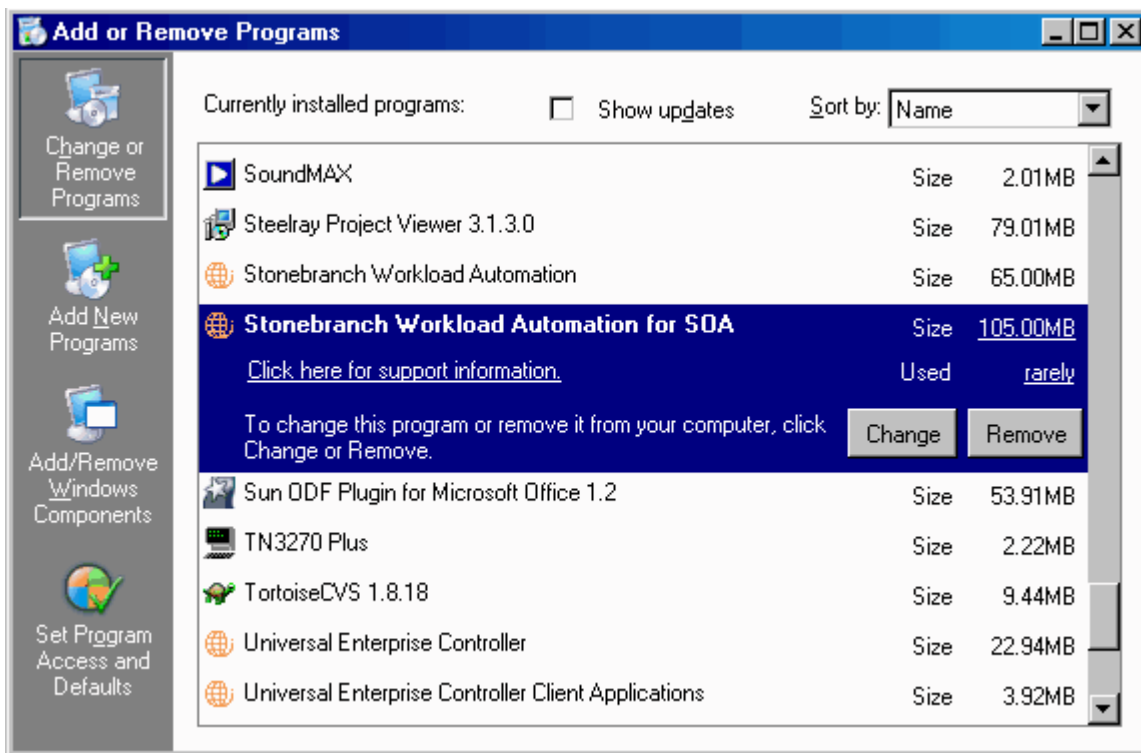 Add or Remove Programs
Change or
Remove
Programs
Add New
Programs
Add/Remove
Windows
Components
Set Program
Access and
Defaults
Currently installed programs: Show updates Sort by: Name
SoundMAX Size 2.01MB
Steelray Project Viewer 3.1.3.0 Size 79.01MB
Stonebranch Workload Automation Size 65.00MB
Stonebranch Workload Automation for SOA Size 105.00MB
Click here for support information. Used rarely
To change this program or remove it from your computer, click
Change or Remove.
Change Remove
Sun ODF Plugin for Microsoft Office 1.2 Size 53.91MB
TN3270 Plus Size 2.22MB
TortoiseCVS 1.8.18 Size 9.44MB
Universal Enterprise Controller Size 22.94MB
Universal Enterprise Controller Client Applications Size 3.92MB